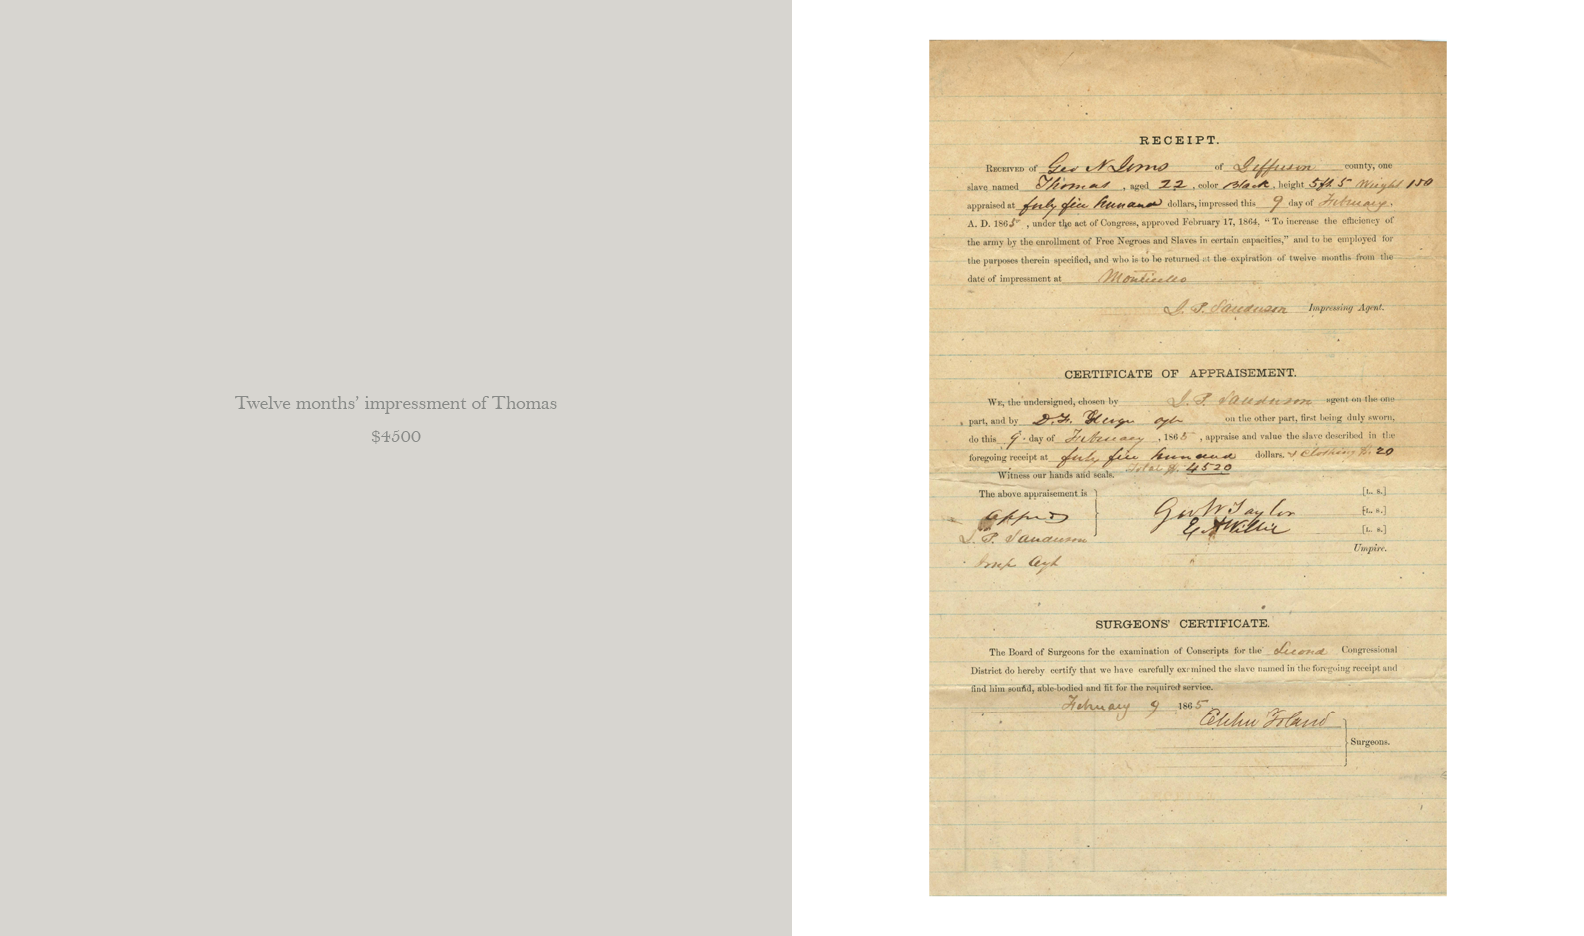 Twelve months’ impressment of Thomas
$4500
RECEIPT.
RECEIVED of Geo N of Jefferson county, one
slave named Thomas, aged 22, color Black, height 5ft 5 Weight 150
appraised at forty five hundred dollars, impressed this 9 day of February,
A. D. 1865, under the act of Congress, approved February 17, 1864, “To increase the efficiency of
the army by the enrollment of Free Negroes and Slaves in certain capacities,” and to be employed for
the purposes therein specified, and who is to be returned at the expiration of twelve months from the
date of impressment at Monticello
J. P. Sanderson Impressing Agent.
CERTIFICATE OF APPRAISEMENT.
WE, the undersigned, chosen by J. P. Sanderson agent on the one
part, and by on the other part, first being duly sworn,
do this 9 day of February, 1865, appraise and value the slave described in the
foregoing receipt at forty five hundred dollars. & Clothing $. 20
Witness our hands and seals. Total $. 4520
The above appraisement is [L. S.]
Geo W Taylor [L. S.]
J. P. Sanderson [L. S.]
Umpire.
SURGEONS’ CERTIFICATE.
The Board of Surgeons for the examination of Conscripts for the Second Congressional
District do hereby certify that we have carefully examined the slave named in the foregoing receipt and
find him sound, able-bodied and fit for the required service.
February 9 1865
Surgeons.